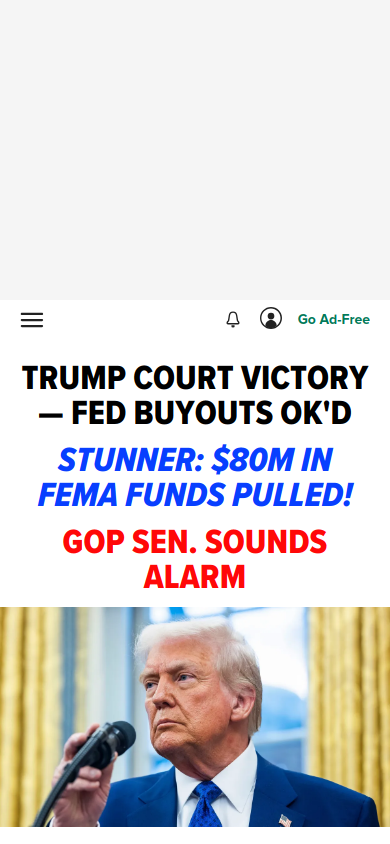 Go Ad-Free
TRUMP COURT VICTORY
— FED BUYOUTS OK'D
STUNNER: $80M IN
FEMA FUNDS PULLED!
GOP SEN. SOUNDS
ALARM